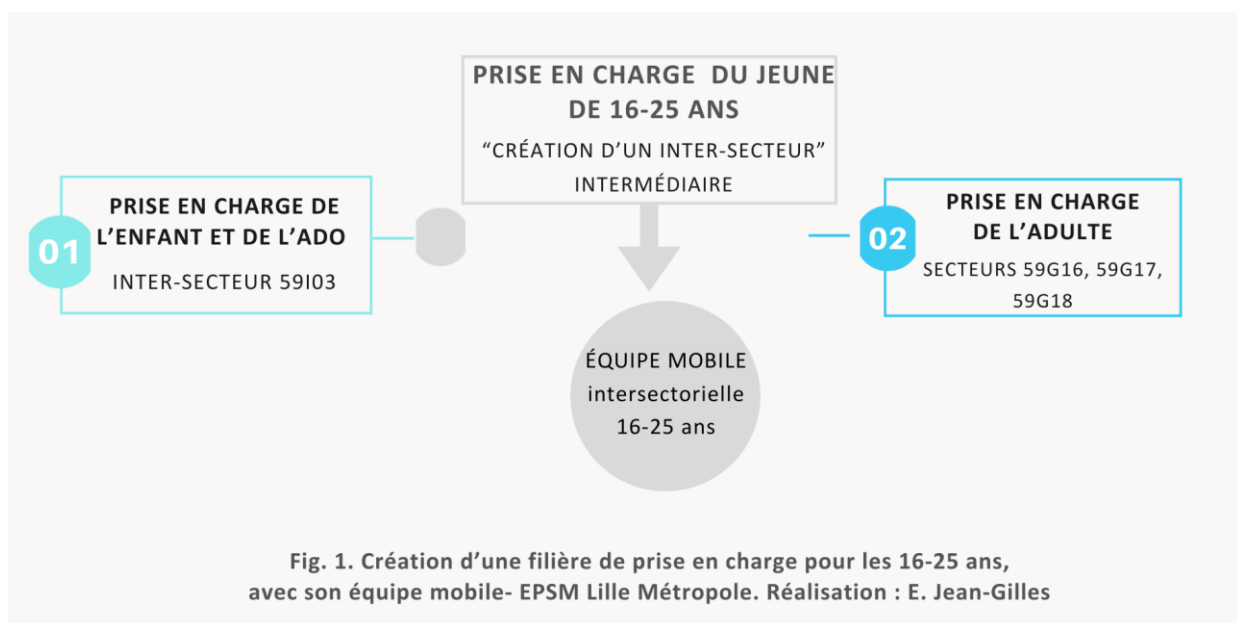 PRISE EN CHARGE DU JEUNE
DE 16-25 ANS
“CRÉATION D’UN INTER-SECTEUR”
INTERMÉDIAIRE
01
PRISE EN CHARGE DE
L’ENFANT ET DE L’ADO
INTER-SECTEUR 59I03
02
PRISE EN CHARGE
DE L’ADULTE
SECTEURS 59G16, 59G17,
59G18
ÉQUIPE MOBILE
intersectorielle
16-25 ans
Fig. 1. Création d’une filière de prise en charge pour les 16-25 ans,
avec son équipe mobile- EPSM Lille Métropole. Réalisation : E. Jean-Gilles